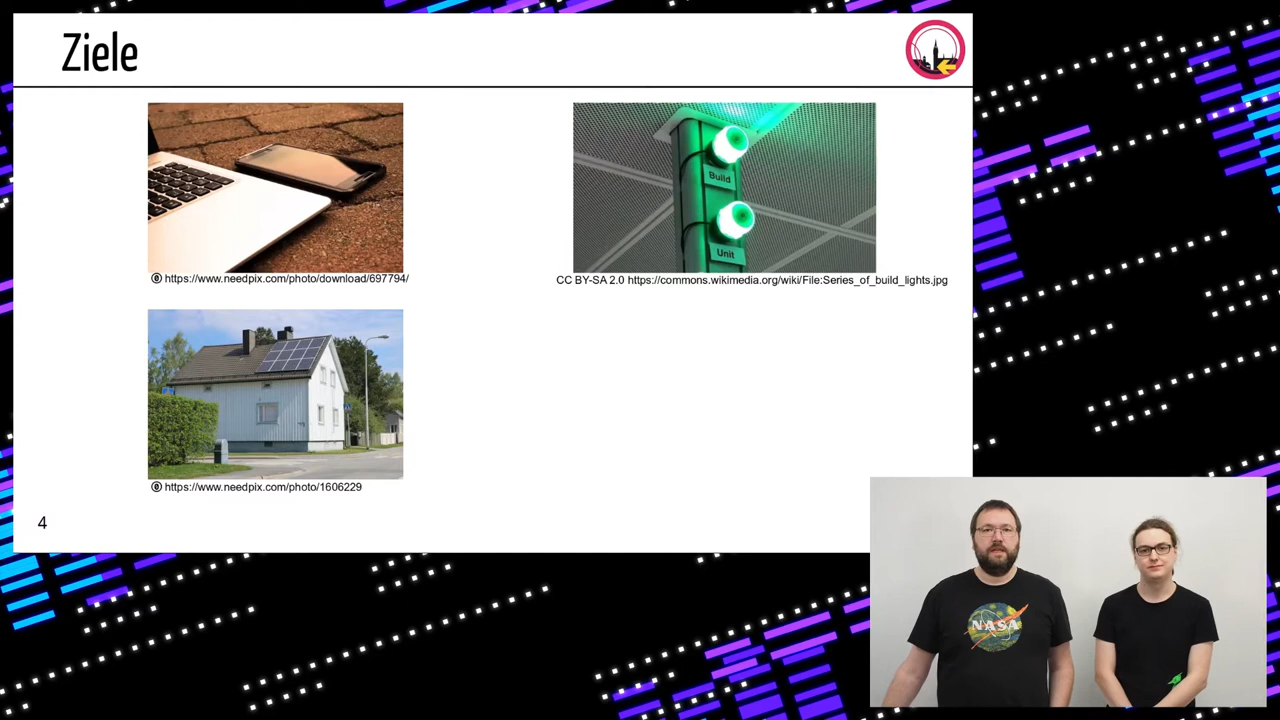 Ziele
Build
Unit
🄍 https://www.needpix.com/photo/download/697794/
CC BY-SA 2.0 https://commons.wikimedia.org/wiki/File:Series_of_build_lights.jpg
🄍 https://www.needpix.com/photo/1606229
4
NASA